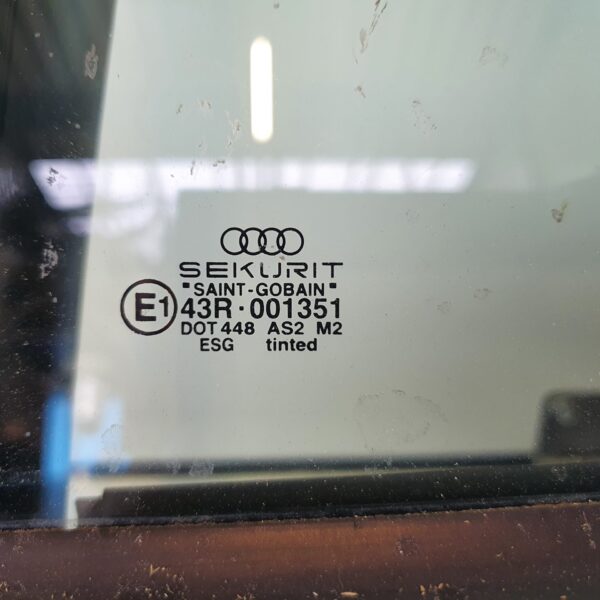 SEKURIT
"SAINT-GOBAIN"
E1 43R·001351
DOT 448 AS2 M2
ESG tinted